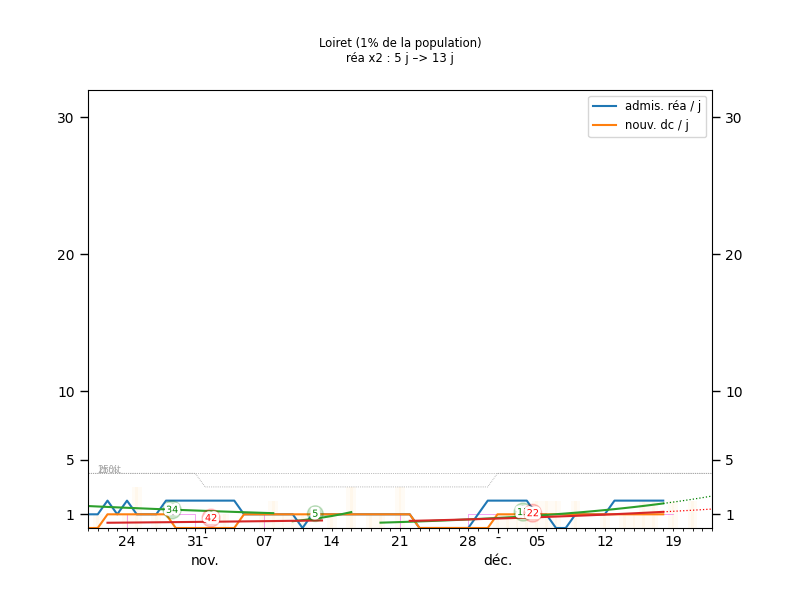 Loiret (1% de la population)
réa x2 : 5 j –> 13 j
admis. réa / j
nouv. dc / j
30 30
20 20
10 10
5 5
1 1
34 42 5 22
24 31 07 14 21 28 05 12 19
nov. déc.